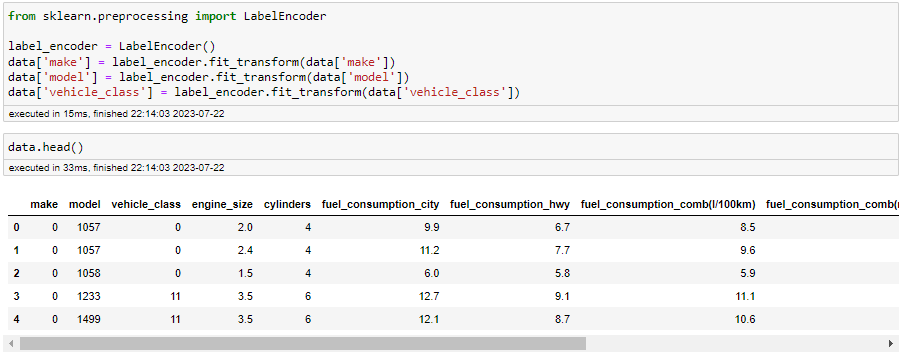 from sklearn.preprocessing import LabelEncoder
label_encoder = LabelEncoder()
data['make'] = label_encoder.fit_transform(data['make'])
data['model'] = label_encoder.fit_transform(data['model'])
data['vehicle_class'] = label_encoder.fit_transform(data['vehicle_class'])
executed in 15ms, finished 22:14:03 2023-07-22
data.head()
executed in 33ms, finished 22:14:03 2023-07-22
make model vehicle_class engine_size cylinders fuel_consumption_city fuel_consumption_hwy fuel_consumption_comb(l/100km) fuel_consumption_comb(
0 0 1057 0 2.0 4 9.9 6.7 8.5
1 0 1057 0 2.4 4 11.2 7.7 9.6
2 0 1058 0 1.5 4 6.0 5.8 5.9
3 0 1233 11 3.5 6 12.7 9.1 11.1
4 0 1499 11 3.5 6 12.1 8.7 10.6